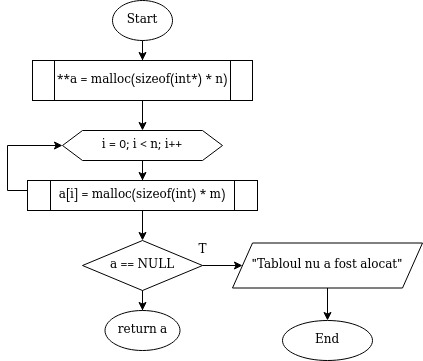 Start
**a = malloc(sizeof(int*) * n)
i = 0; i < n; i++
a[i] = malloc(sizeof(int) * m)
a == NULL
T
"Tabloul nu a fost alocat"
return a
End